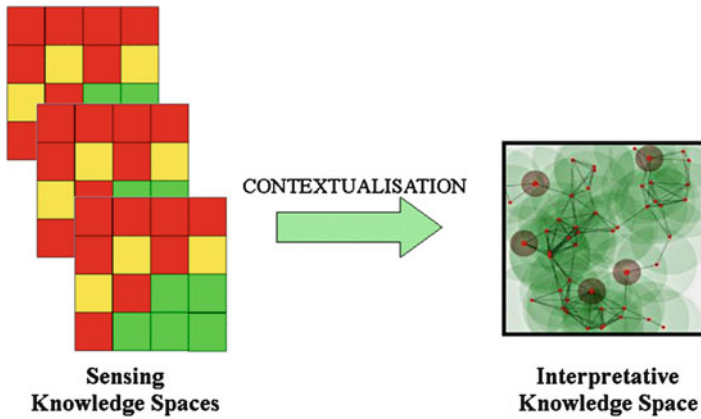 CONTEXTUALISATION
Sensing
Knowledge Spaces
Interpretative
Knowledge Space